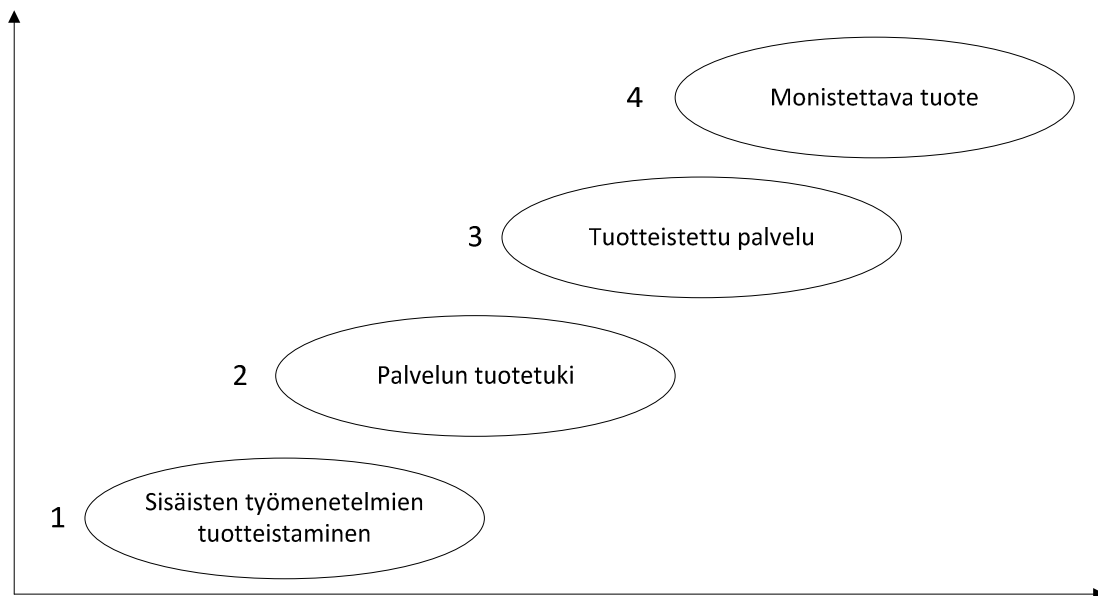 4 Monistettava tuote
3 Tuotteistettu palvelu
2 Palvelun tuotetuki
1 Sisäisten työmenetelmien
tuotteistaminen